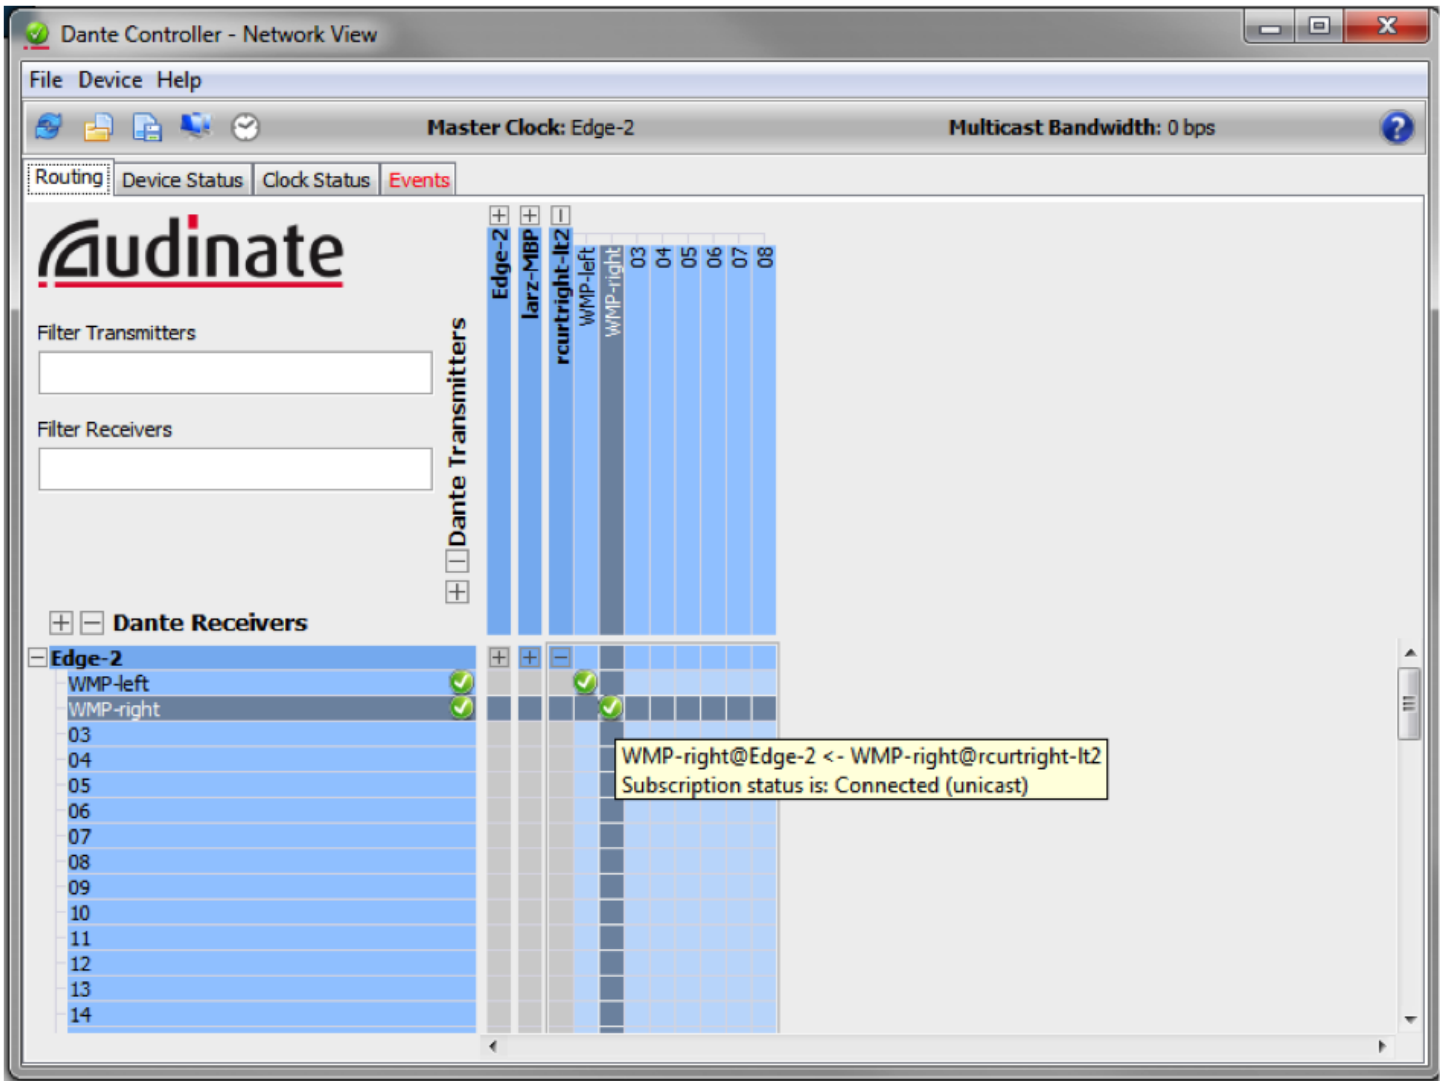 Dante Controller - Network View
File Device Help
Master Clock: Edge-2
Multicast Bandwidth: 0 bps
Routing
Device Status
Clock Status
Events
Audinate
Filter Transmitters
Filter Receivers
Dante Transmitters
Edge-2
larz-MBP
rcurtright-lt2
WMP-left
WMP-right
03
04
05
06
07
08
Dante Receivers
Edge-2
WMP-left
WMP-right
03
04
05
06
07
08
09
10
11
12
13
14
WMP-right@Edge-2 <- WMP-right@rcurtright-lt2
Subscription status is: Connected (unicast)